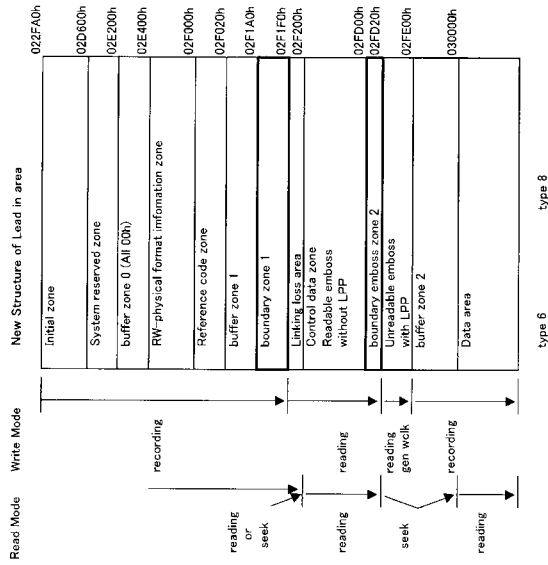 New Structure of Lead in area
022FA0h
Initial zone
02D600h
System reserved zone
02E200h
buffer zone 0 (All 00h)
02E400h
RW-physical format imfomation zone
02F000h
Reference code zone
02F020h
buffer zone 1
02F1A0h
boundary zone 1
02F1F0h
Linking loss area
02F200h
Control data zone
Readable emboss
without LPP
02FD00h
boundary emboss zone 2
02FD20h
Unreadable emboss
with LPP
02FE00h
buffer zone 2
030000h
Data area
type 6
type 8
Write Mode
recording
reading
reading
gen wclk
recording
Read Mode
reading
or
seek
reading
seek
reading